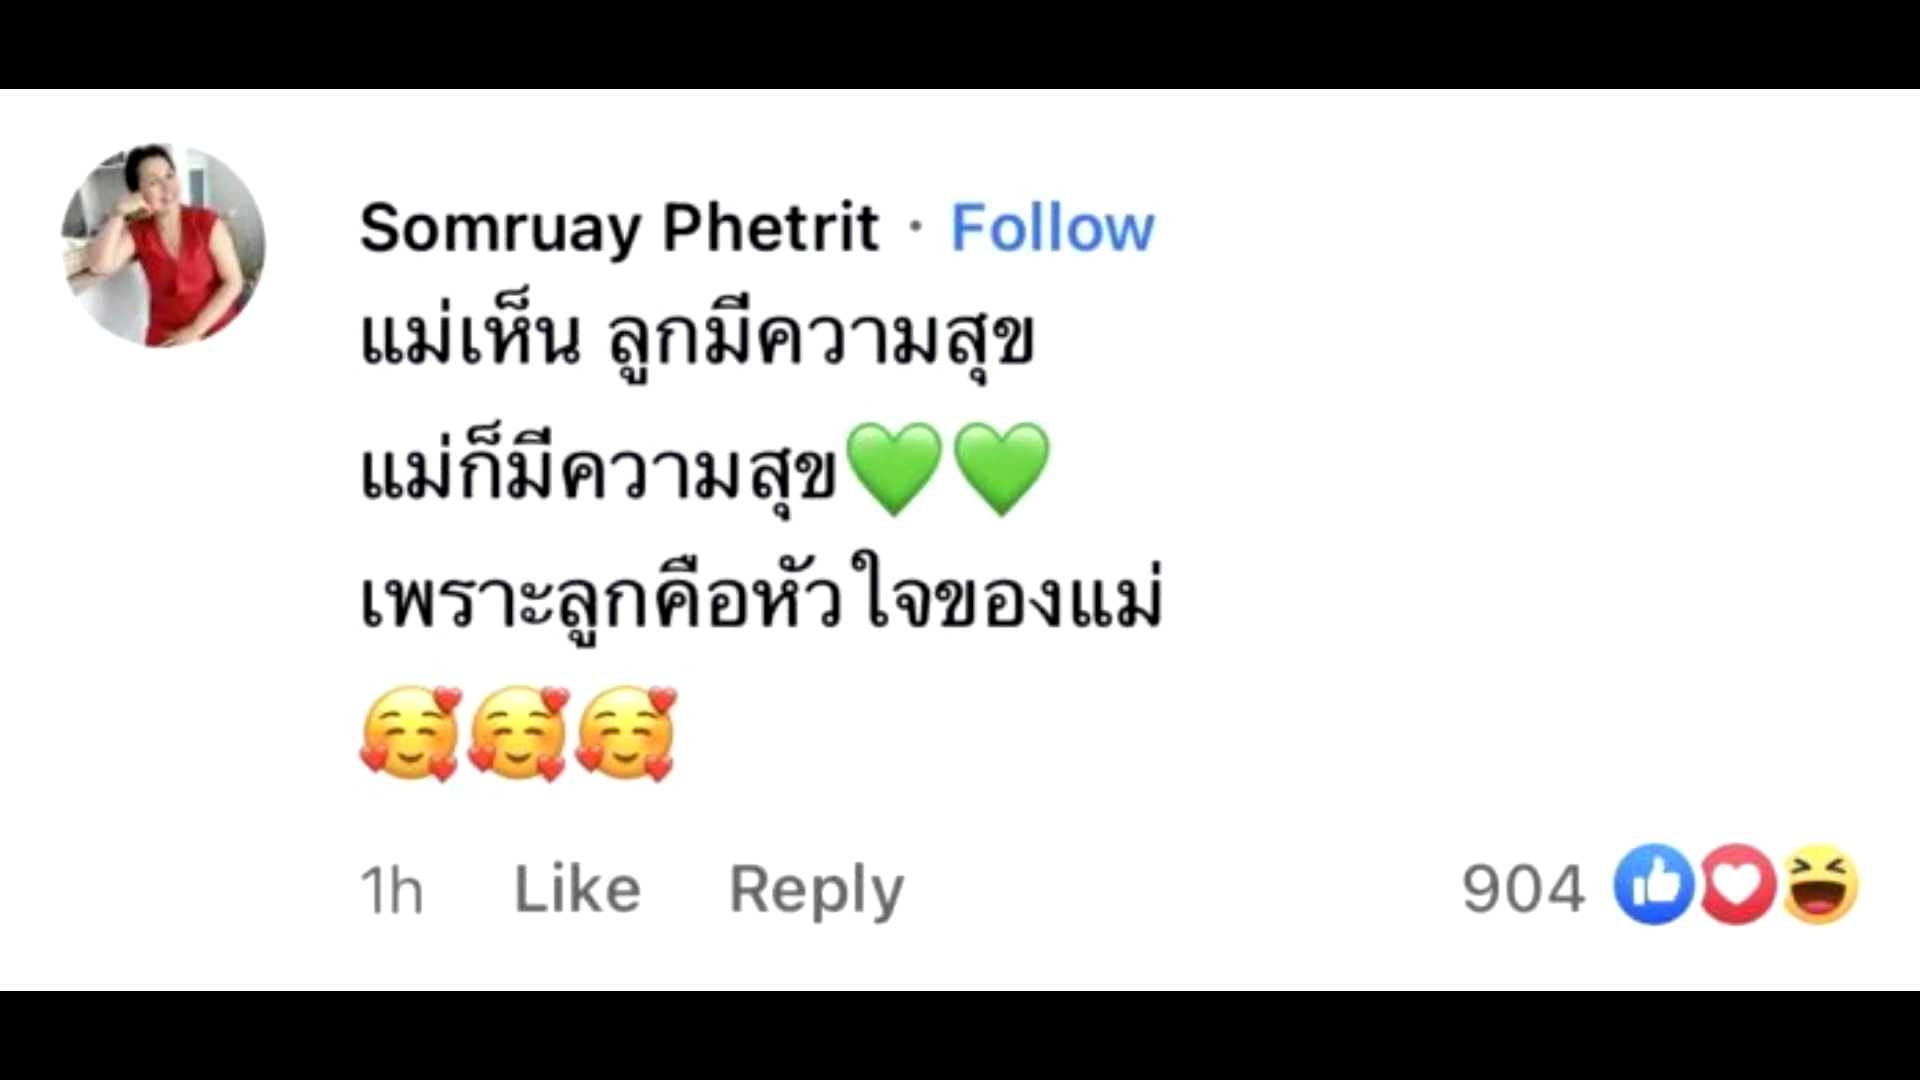 Somruay Phetrit · Follow
แม่เห็น ลูกมีความสุข
แม่ก็มีความสุข💚💚
เพราะลูกคือหัวใจของแม่
🥰🥰🥰
1h Like Reply 904